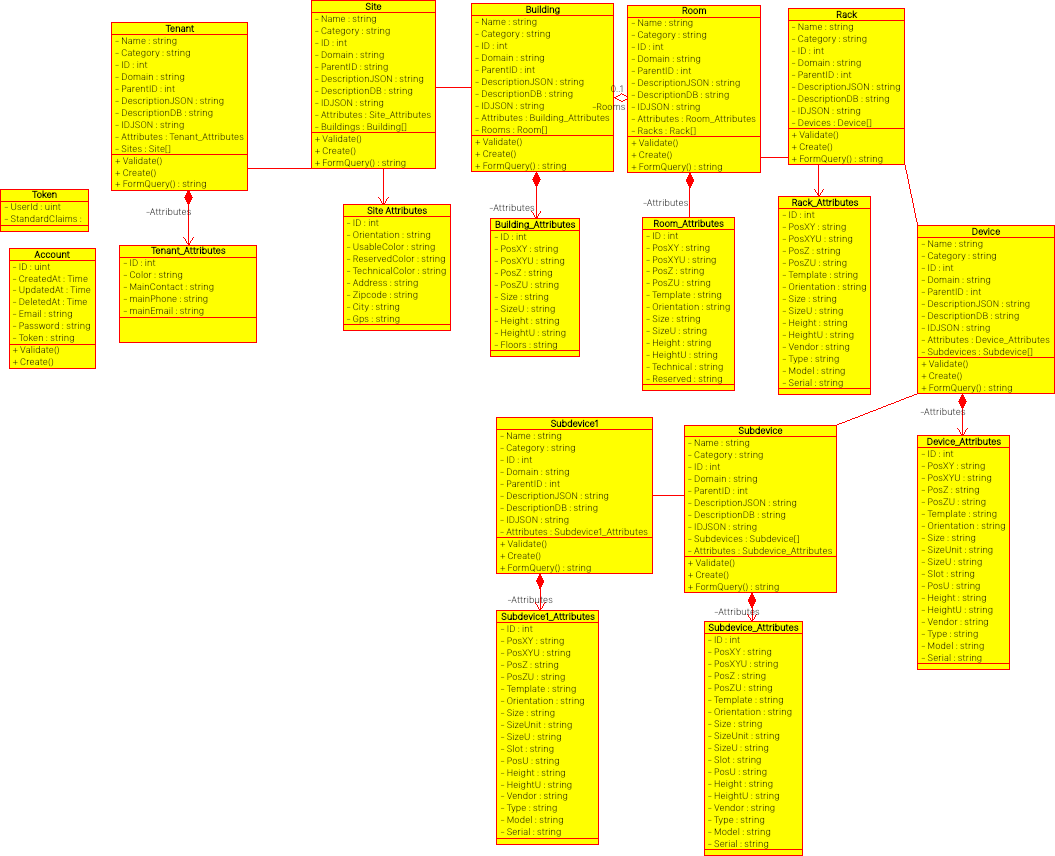 Tenant
- Name : string
- Category : string
- ID : int
- Domain : string
- ParentID : int
- DescriptionJSON : string
- DescriptionDB : string
- IDJSON : string
- Attributes : Tenant_Attributes
- Sites : Site[]
+ Validate()
+ Create()
+ FormQuery() : string
Site
- Name : string
- Category : string
- ID : int
- Domain : string
- ParentID : string
- DescriptionJSON : string
- DescriptionDB : string
- IDJSON : string
- Attributes : Site_Attributes
- Buildings : Building[]
+ Validate()
+ Create()
+ FormQuery() : string
Building
- Name : string
- Category : string
- ID : int
- Domain : string
- ParentID : int
- DescriptionJSON : string
- DescriptionDB : string
- IDJSON : string
- Attributes : Building_Attributes
- Rooms : Room[]
+ Validate()
+ Create()
+ FormQuery() : string
0..1
-Rooms
Room
- Name : string
- Category : string
- ID : int
- Domain : string
- ParentID : int
- DescriptionJSON : string
- DescriptionDB : string
- IDJSON : string
- Attributes : Room_Attributes
- Racks : Rack[]
+ Validate()
+ Create()
+ FormQuery() : string
Rack
- Name : string
- Category : string
- ID : int
- Domain : string
- ParentID : int
- DescriptionJSON : string
- DescriptionDB : string
- IDJSON : string
- Devices : Device[]
+ Validate()
+ Create()
+ FormQuery() : string
Token
- UserId : uint
- StandardClaims :
Account
- ID : uint
- CreatedAt : Time
- UpdatedAt : Time
- DeletedAt : Time
- Email : string
- Password : string
- Token : string
+ Validate()
+ Create()
-Attributes
Tenant_Attributes
- ID : int
- Color : string
- MainContact : string
- mainPhone : string
- mainEmail : string
Site Attributes
- ID : int
- Orientation : string
- UsableColor : string
- ReservedColor : string
- TechnicalColor : string
- Address : string
- Zipcode : string
- City : string
- Gps : string
-Attributes
Building_Attributes
- ID : int
- PosXY : string
- PosXYU : string
- PosZ : string
- PosZU : string
- Size : string
- SizeU : string
- Height : string
- HeightU : string
- Floors : string
-Attributes
Room_Attributes
- ID : int
- PosXY : string
- PosXYU : string
- PosZ : string
- PosZU : string
- Template : string
- Orientation : string
- Size : string
- SizeU : string
- Height : string
- HeightU : string
- Technical : string
- Reserved : string
Rack_Attributes
- ID : int
- PosXY : string
- PosXYU : string
- PosZ : string
- PosZU : string
- Template : string
- Orientation : string
- Size : string
- SizeU : string
- Height : string
- HeightU : string
- Vendor : string
- Type : string
- Model : string
- Serial : string
Device
- Name : string
- Category : string
- ID : int
- Domain : string
- ParentID : int
- DescriptionJSON : string
- DescriptionDB : string
- IDJSON : string
- Attributes : Device_Attributes
- Subdevices : Subdevice[]
+ Validate()
+ Create()
+ FormQuery() : string
-Attributes
Device_Attributes
- ID : int
- PosXY : string
- PosXYU : string
- PosZ : string
- PosZU : string
- Template : string
- Orientation : string
- Size : string
- SizeUnit : string
- SizeU : string
- Slot : string
- PosU : string
- Height : string
- HeightU : string
- Vendor : string
- Type : string
- Model : string
- Serial : string
Subdevice1
- Name : string
- Category : string
- ID : int
- Domain : string
- ParentID : int
- DescriptionJSON : string
- DescriptionDB : string
- IDJSON : string
- Attributes : Subdevice1_Attributes
+ Validate()
+ Create()
+ FormQuery() : string
-Attributes
Subdevice1_Attributes
- ID : int
- PosXY : string
- PosXYU : string
- PosZ : string
- PosZU : string
- Template : string
- Orientation : string
- Size : string
- SizeUnit : string
- SizeU : string
- Slot : string
- PosU : string
- Height : string
- HeightU : string
- Vendor : string
- Type : string
- Model : string
- Serial : string
Subdevice
- Name : string
- Category : string
- ID : int
- Domain : string
- ParentID : int
- DescriptionJSON : string
- DescriptionDB : string
- IDJSON : string
- Subdevices : Subdevice[]
- Attributes : Subdevice_Attributes
+ Validate()
+ Create()
+ FormQuery() : string
-Attributes
Subdevice_Attributes
- ID : int
- PosXY : string
- PosXYU : string
- PosZ : string
- PosZU : string
- Template : string
- Orientation : string
- Size : string
- SizeUnit : string
- SizeU : string
- Slot : string
- PosU : string
- Height : string
- HeightU : string
- Vendor : string
- Type : string
- Model : string
- Serial : string